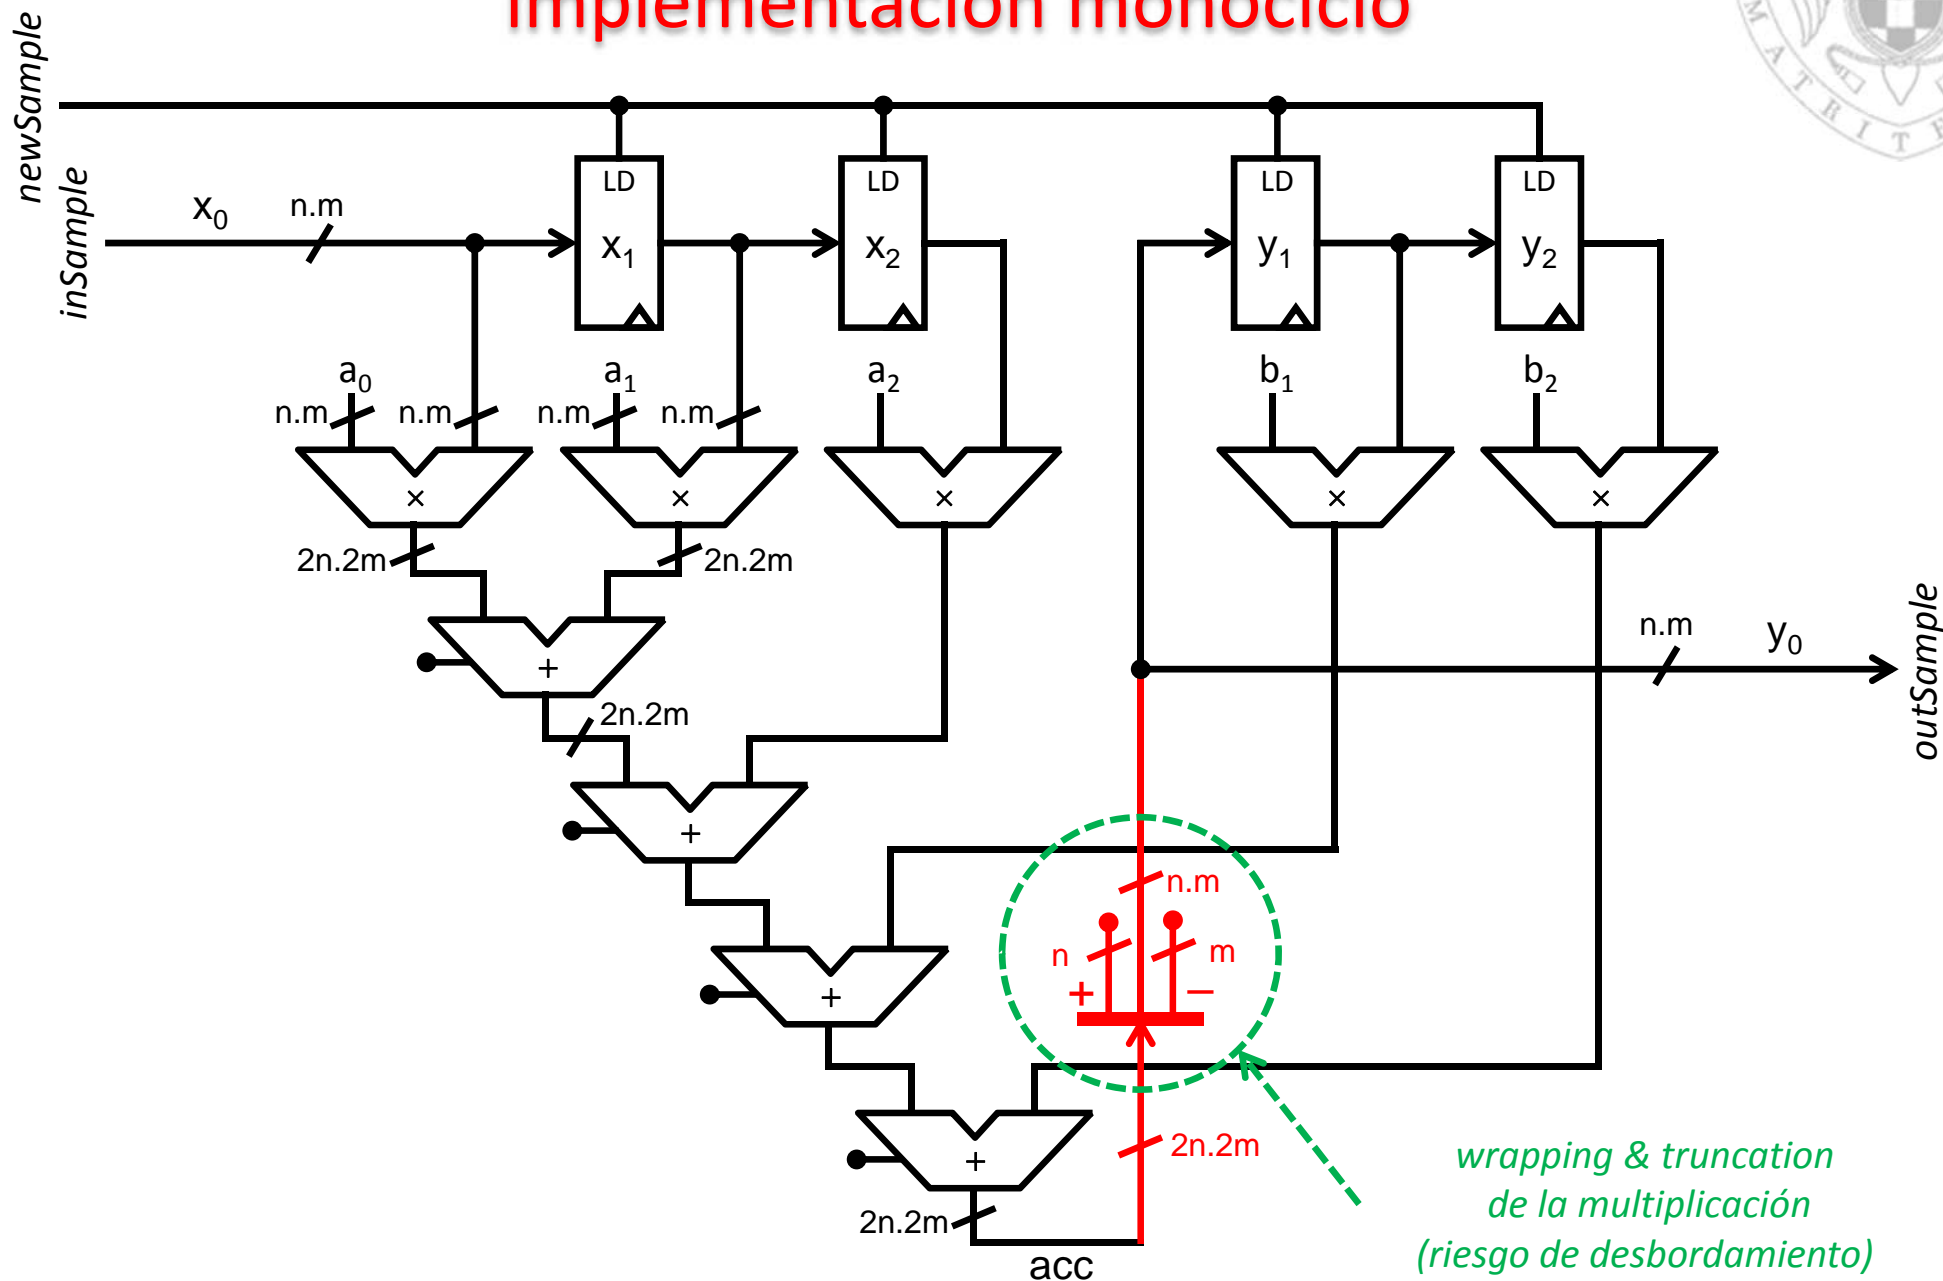 implementación monociclo
newSample
inSample
x0
n.m
LD
x1
LD
x2
LD
y1
LD
y2
a0
a1
a2
b1
b2
n.m
n.m
n.m
n.m
×
×
×
×
×
2n.2m
2n.2m
+
2n.2m
n.m
y0
outSample
+
n.m
n
m
+
−
+
2n.2m
+
2n.2m
acc
wrapping & truncation
de la multiplicación
(riesgo de desbordamiento)